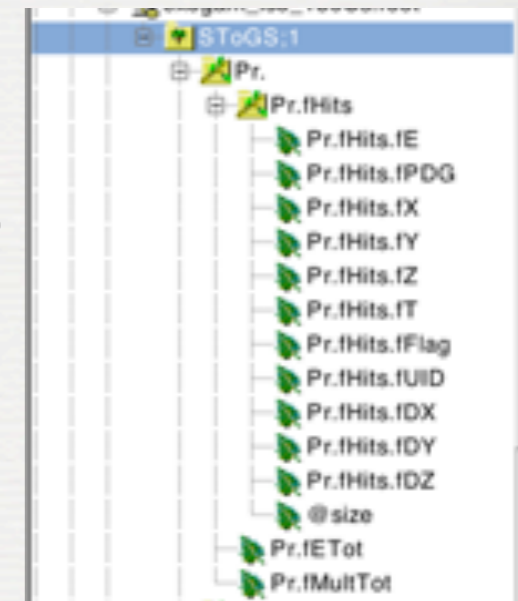 SToGS;1
Pr.
Pr.fHits
Pr.fHits.fE
Pr.fHits.fPDG
Pr.fHits.fX
Pr.fHits.fY
Pr.fHits.fZ
Pr.fHits.fT
Pr.fHits.fFlag
Pr.fHits.fUID
Pr.fHits.fDX
Pr.fHits.fDY
Pr.fHits.fDZ
@size
Pr.fETot
Pr.fMultTot